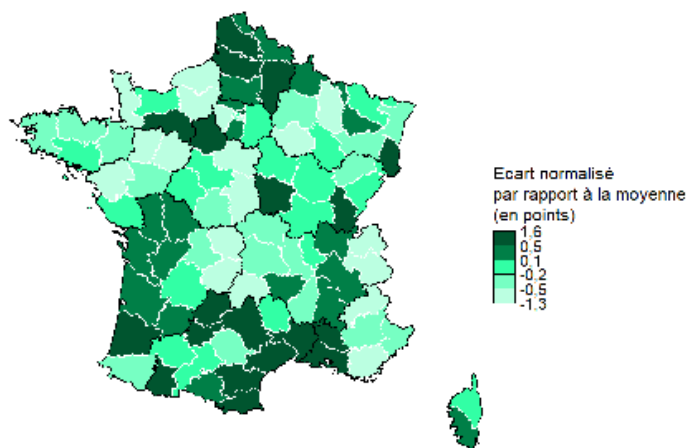 Ecart normalisé
par rapport à la moyenne
(en points)
1.6
0.5
0.1
-0.2
-0.5
-1.3